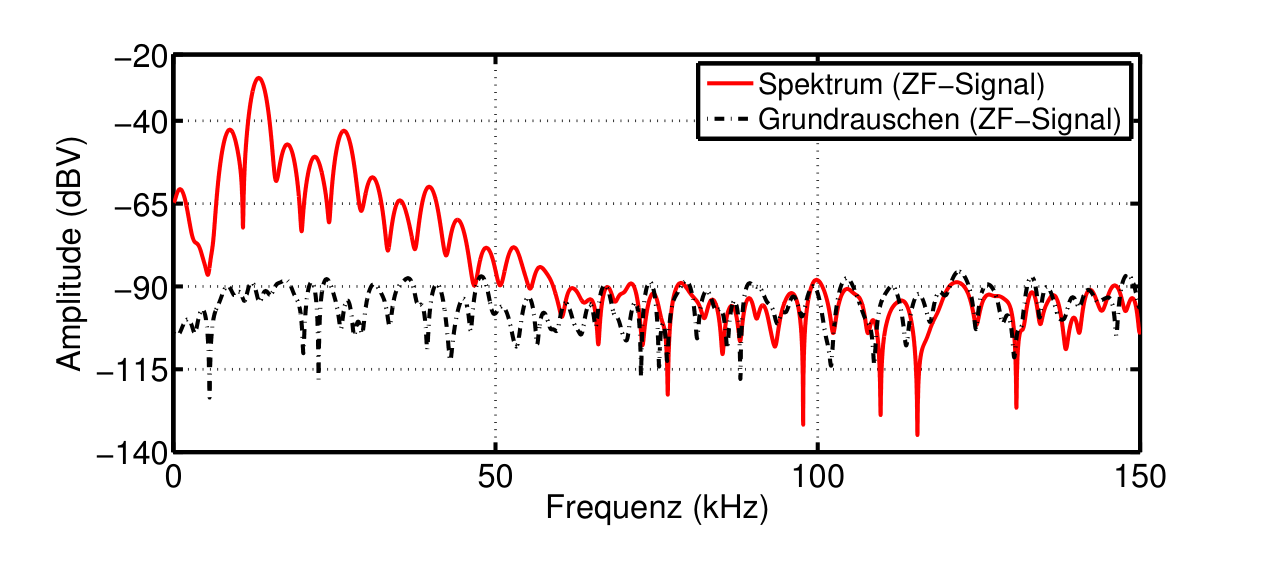 Spektrum (ZF−Signal)
Grundrauschen (ZF−Signal)
Amplitude (dBV)
−20
−40
−65
−90
−115
−140
0 50 100 150
Frequenz (kHz)